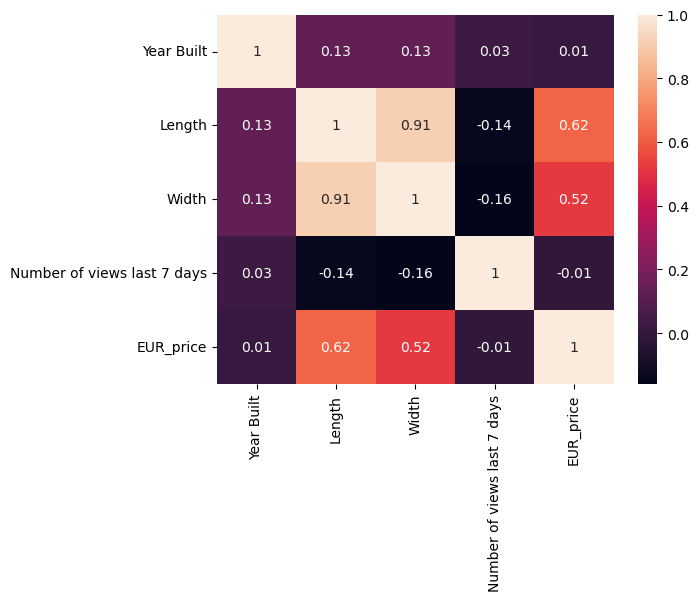 Year Built 1 0.13 0.13 0.03 0.01
Length 0.13 1 0.91 -0.14 0.62
Width 0.13 0.91 1 -0.16 0.52
Number of views last 7 days 0.03 -0.14 -0.16 1 -0.01
EUR_price 0.01 0.62 0.52 -0.01 1
Year Built
Length
Width
Number of views last 7 days
EUR_price
1.0
0.8
0.6
0.4
0.2
0.0